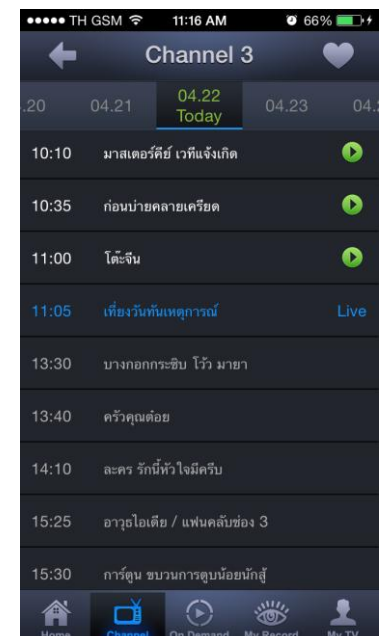 TH GSM 11:16 AM 66%
Channel 3
.20 04.21 04.22 04.23 04.
Today
10:10 มาสเตอร์คีย์ เวทีแจ้งเกิด
10:35 ก่อนบ่ายคลายเครียด
11:00 โต๊ะจีน
11:05 เที่ยงวันทันเหตุการณ์ Live
13:30 บางกอกกระซิบ โว้ว มายา
13:40 ครัวคุณต๋อย
14:10 ละคร รักนี้หัวใจมีครีบ
15:25 อาวุธไอเดีย / แฟนคลับช่อง 3
15:30 การ์ตูน ขบวนการตูบน้อยนักสู้
Home Channel On Demand My Record My TV